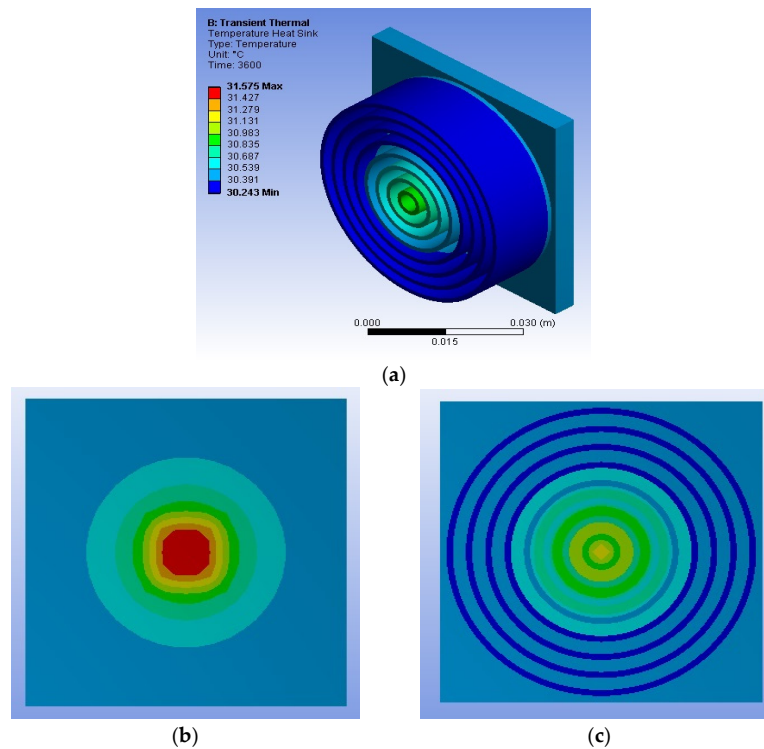 B: Transient Thermal
Temperature Heat Sink
Type: Temperature
Unit: °C
Time: 3600
31.575 Max
31.427
31.279
31.131
30.983
30.835
30.687
30.539
30.391
30.243 Min
0.000
0.030 (m)
0.015
(a)
(b)
(c)